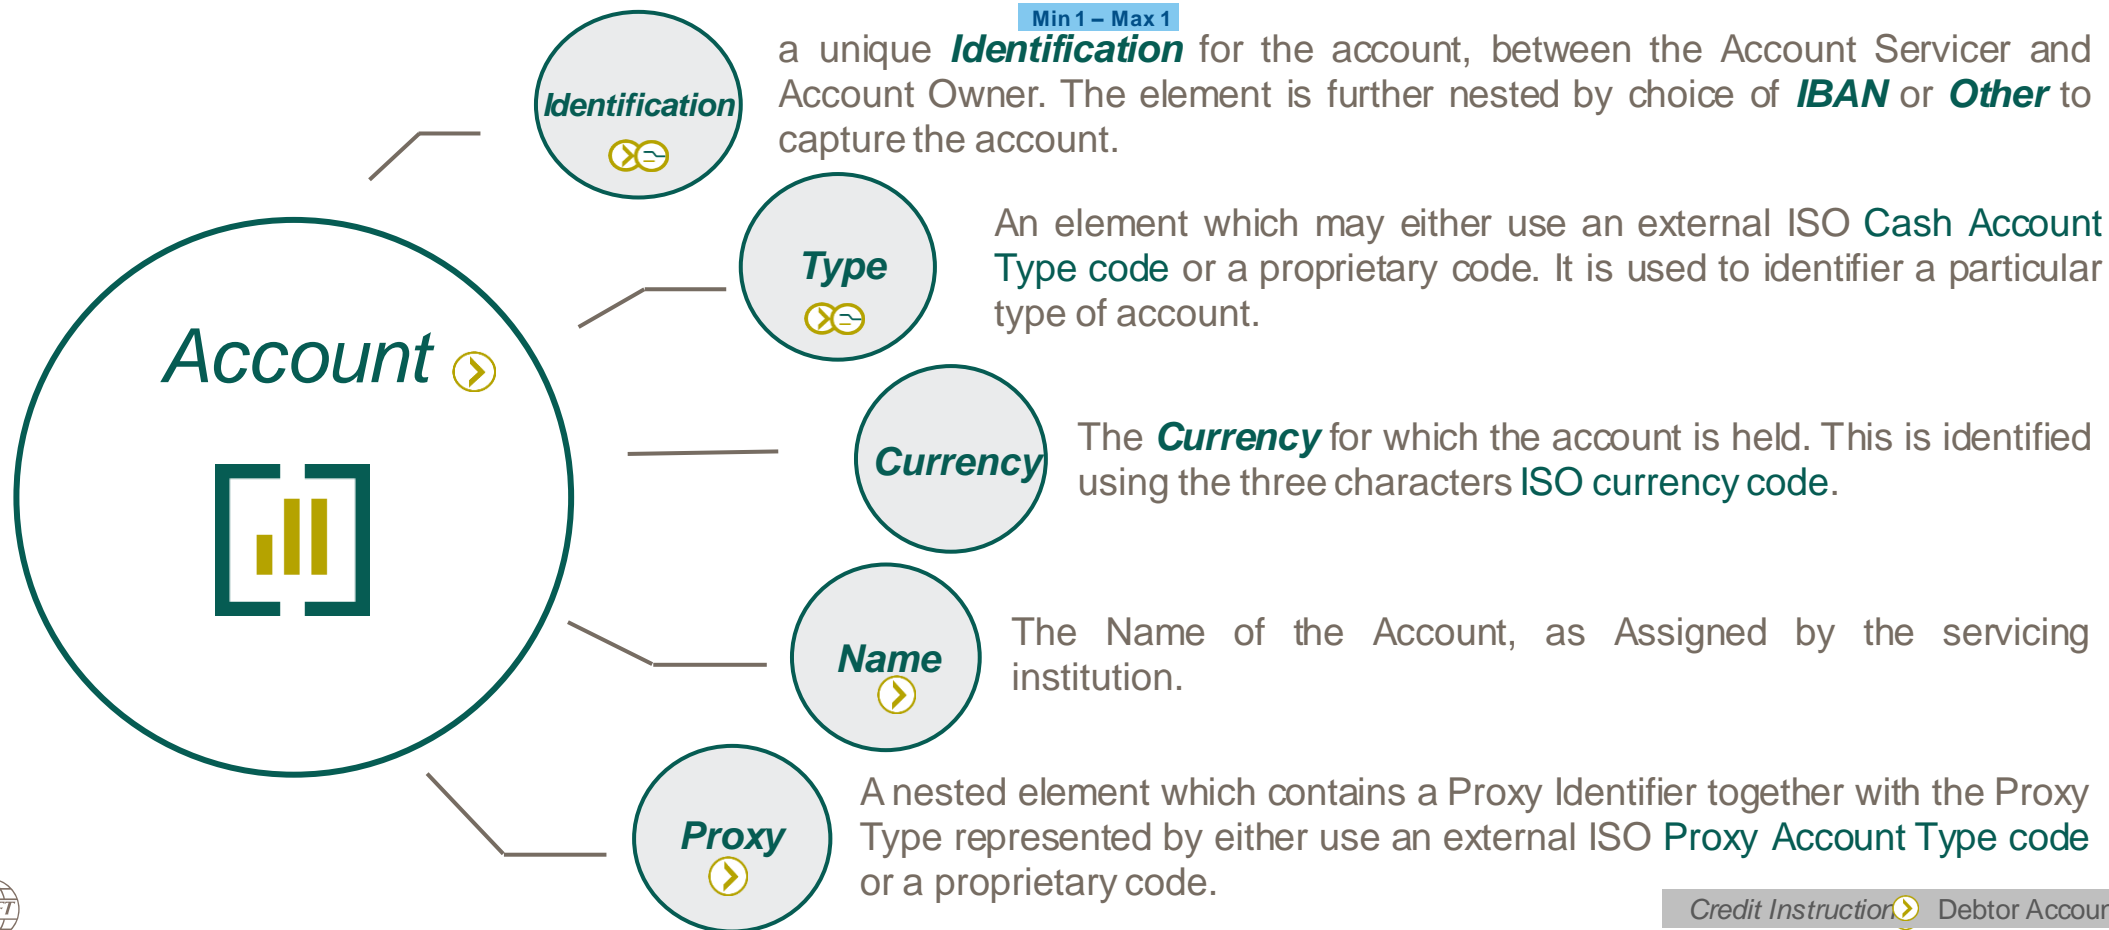 Min 1 – Max 1
Identification
a unique Identification for the account, between the Account Servicer and
Account Owner. The element is further nested by choice of IBAN or Other to
capture the account.
Type
An element which may either use an external ISO Cash Account
Type code or a proprietary code. It is used to identifier a particular
type of account.
Account
Currency
The Currency for which the account is held. This is identified
using the three characters ISO currency code.
Name
The Name of the Account, as Assigned by the servicing
institution.
Proxy
A nested element which contains a Proxy Identifier together with the Proxy
Type represented by either use an external ISO Proxy Account Type code
or a proprietary code.
Credit Instruction Debtor Accoun